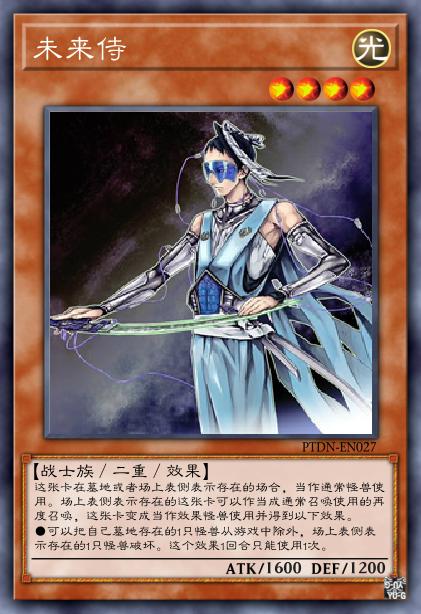 未来侍
光
PTDN-EN027
【战士族/二重/效果】
这张卡在墓地或者场上表侧表示存在的场合，当作通常怪兽使
用。场上表侧表示存在的这张卡可以作当成通常召唤使用的再
度召唤，这张卡变成当作效果怪兽使用并得到以下效果。
●可以把自己墓地存在的1只怪兽从游戏中除外，场上表侧表
示存在的1只怪兽破坏。这个效果1回合只能使用1次。
ATK/1600 DEF/1200